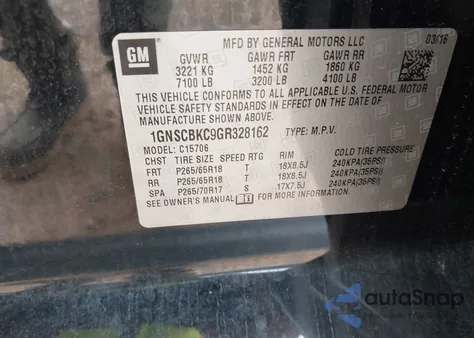 GM
MFD BY GENERAL MOTORS LLC
03/16
GVWR GAWR FRT GAWR RR
3221 KG 1452 KG 1860 KG
7100 LB 3200 LB 4100 LB
THIS VEHICLE CONFORMS TO ALL APPLICABLE U.S. FEDERAL MOTOR
VEHICLE SAFETY STANDARDS IN EFFECT ON THE DATE OF
MANUFACTURE SHOWN ABOVE.
1GNSCBKC9GR328162 TYPE: M.P.V.
MODEL: C15706
CHST TIRE SIZE SPEED RTG RIM COLD TIRE PRESSURE
FRT P265/65R18 T 18X8.5J 240KPA(35PSI)
RR P265/65R18 T 18X8.5J 240KPA(35PSI)
SPA P265/70R17 S 17X7.5J 240KPA(35PSI)
SEE OWNER'S MANUAL FOR MORE INFORMATION.
autoSnap